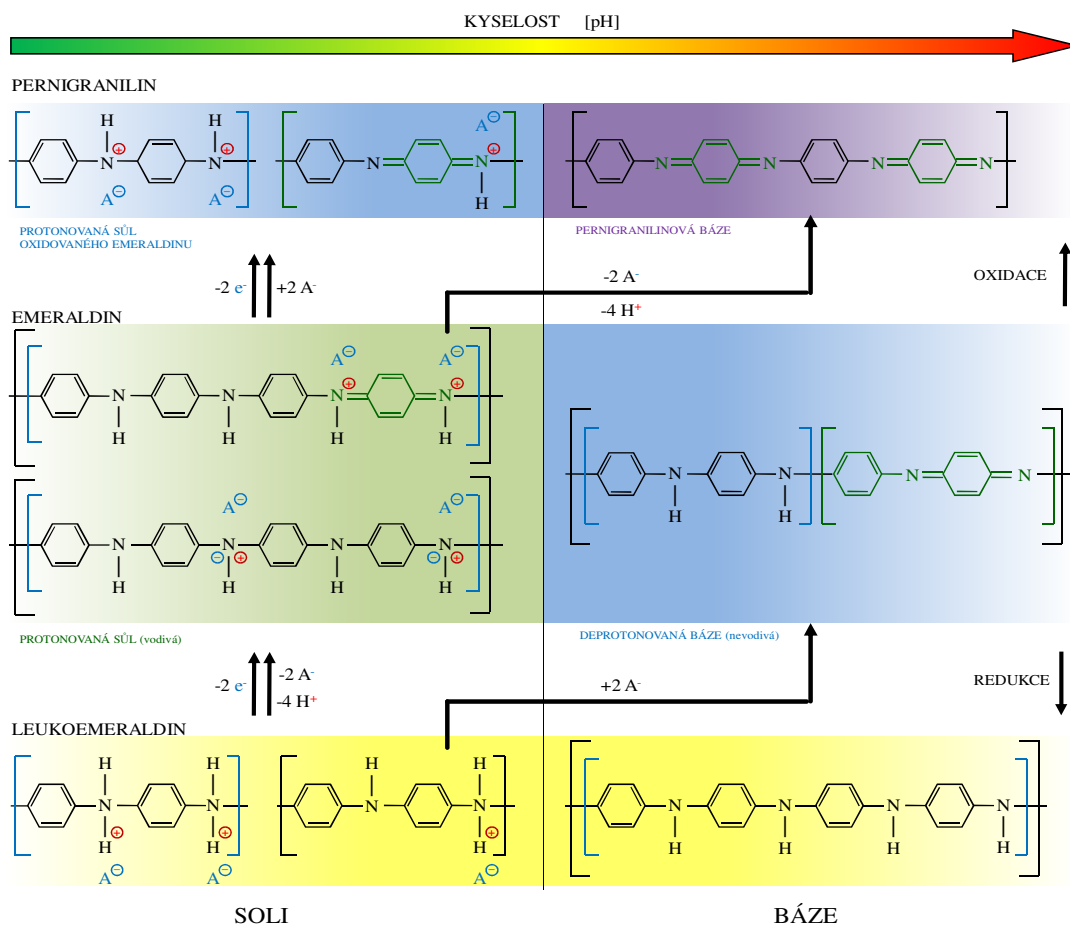 KYSELOST [pH]
PERNIGRANILIN
H H A⊖
N⊕ N⊕ N N⊕ N N N N
A⊖ A⊖ H
PROTONOVANÁ SŮL
OXIDOVANÉHO EMERALDINU
PERNIGRANILINOVÁ BÁZE
-2 e- +2 A-
-2 A-
-4 H+
OXIDACE
EMERALDIN
A⊖ A⊖
N N N⊕ N⊕
H H H H
N N N N
H H
A⊖ A⊖
N N N N
H ⊖ H ⊕ H ⊖ H ⊕
PROTONOVANÁ SŮL (vodivá)
DEPROTONOVANÁ BÁZE (nevodivá)
-2 e- -2 A-
-4 H+
+2 A-
REDUKCE
LEUKOEMERALDIN
H H H H
N N N N N N N N
H⊕ H⊕ H⊕ H H H H
A⊖ A⊖ A⊖
SOLI BÁZE